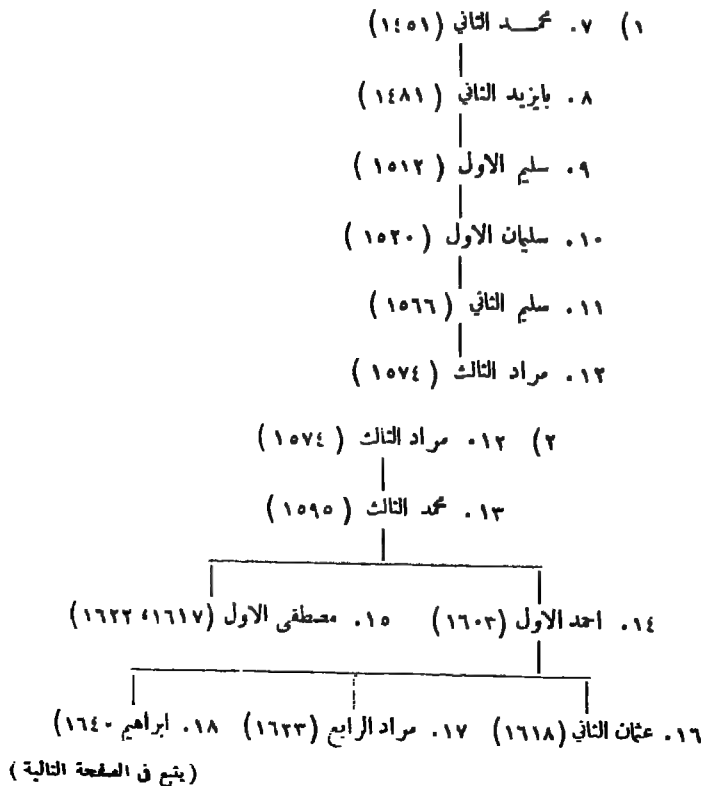 ١) ٧. محمد الثاني (١٤٥١)
٨. بايزيد الثاني (١٤٨١)
٩. سليم الاول (١٥١٢)
١٠. سليمان الاول (١٥٢٠)
١١. سليم الثاني (١٥٦٦)
١٢. مراد الثالث (١٥٧٤)
٢) ١٢. مراد الثالث (١٥٧٤)
١٣. محمد الثالث (١٥٩٥)
١٤. احمد الاول (١٦٠٣) ١٥. مصطفى الاول (١٦١٧، ١٦٢٢)
١٦. عثمان الثاني (١٦١٨) ١٧. مراد الرابع (١٦٢٣) ١٨. ابراهيم ١٦٤٠)
(يتبع في الصفحة التالية)